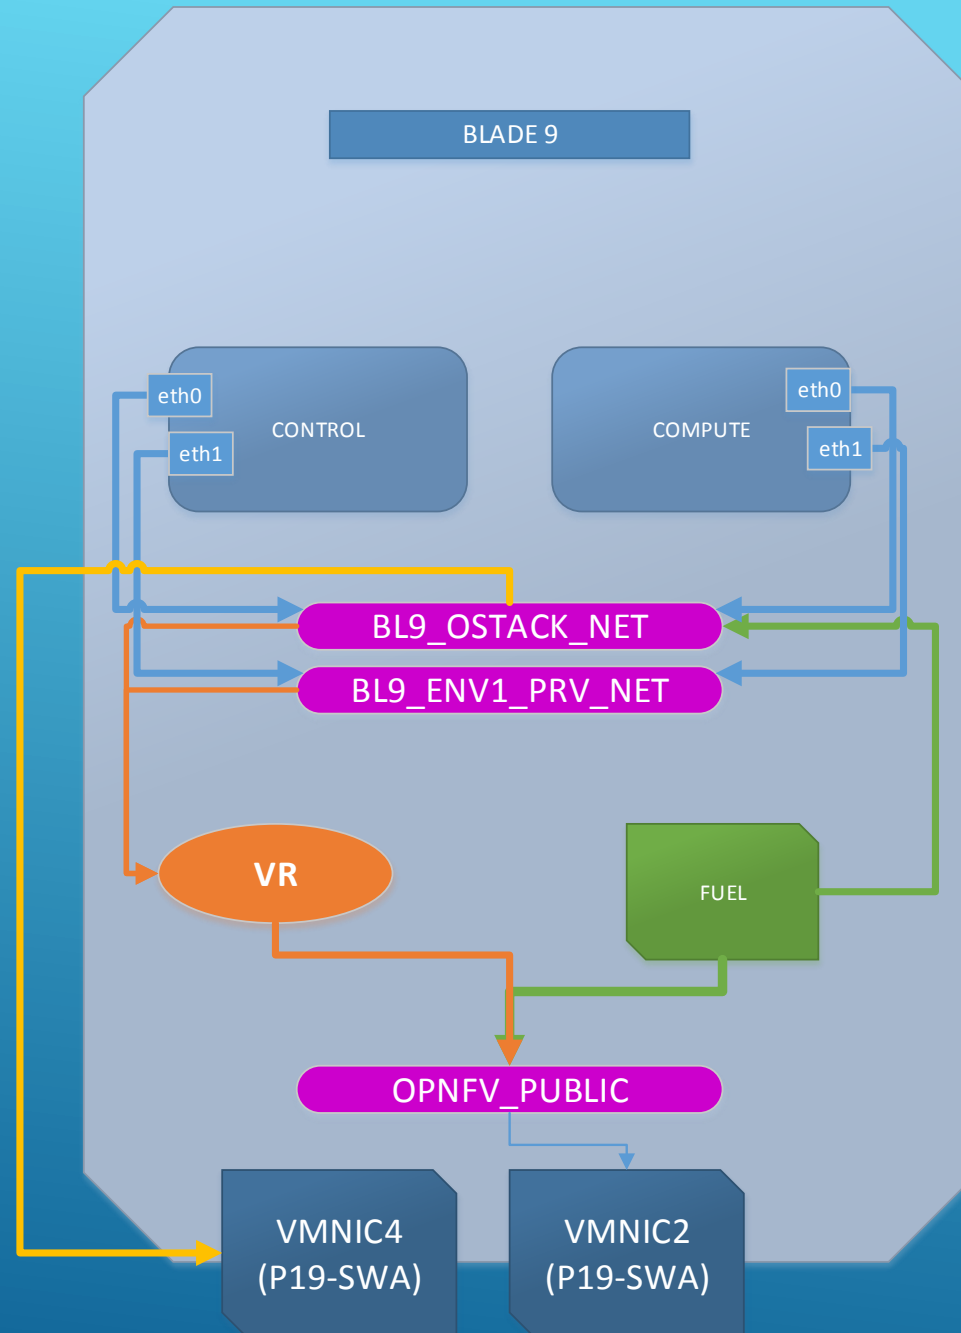 BLADE 9
eth0
eth1
CONTROL
COMPUTE
eth0
eth1
BL9_OSTACK_NET
BL9_ENV1_PRV_NET
VR
FUEL
OPNFV_PUBLIC
VMNIC4
(P19-SWA)
VMNIC2
(P19-SWA)